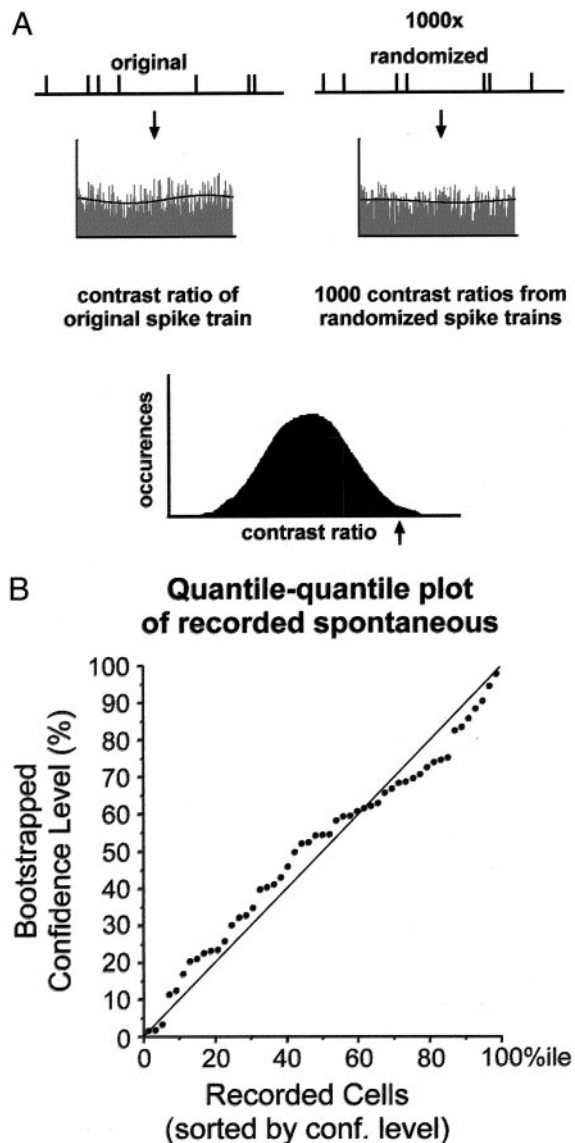 A
original
1000x
randomized
contrast ratio of
original spike train
1000 contrast ratios from
randomized spike trains
occurences
contrast ratio
B
Quantile-quantile plot
of recorded spontaneous
Bootstrapped
Confidence Level (%)
100
90
80
70
60
50
40
30
20
10
0
0
20
40
60
80
100%ile
Recorded Cells
(sorted by conf. level)